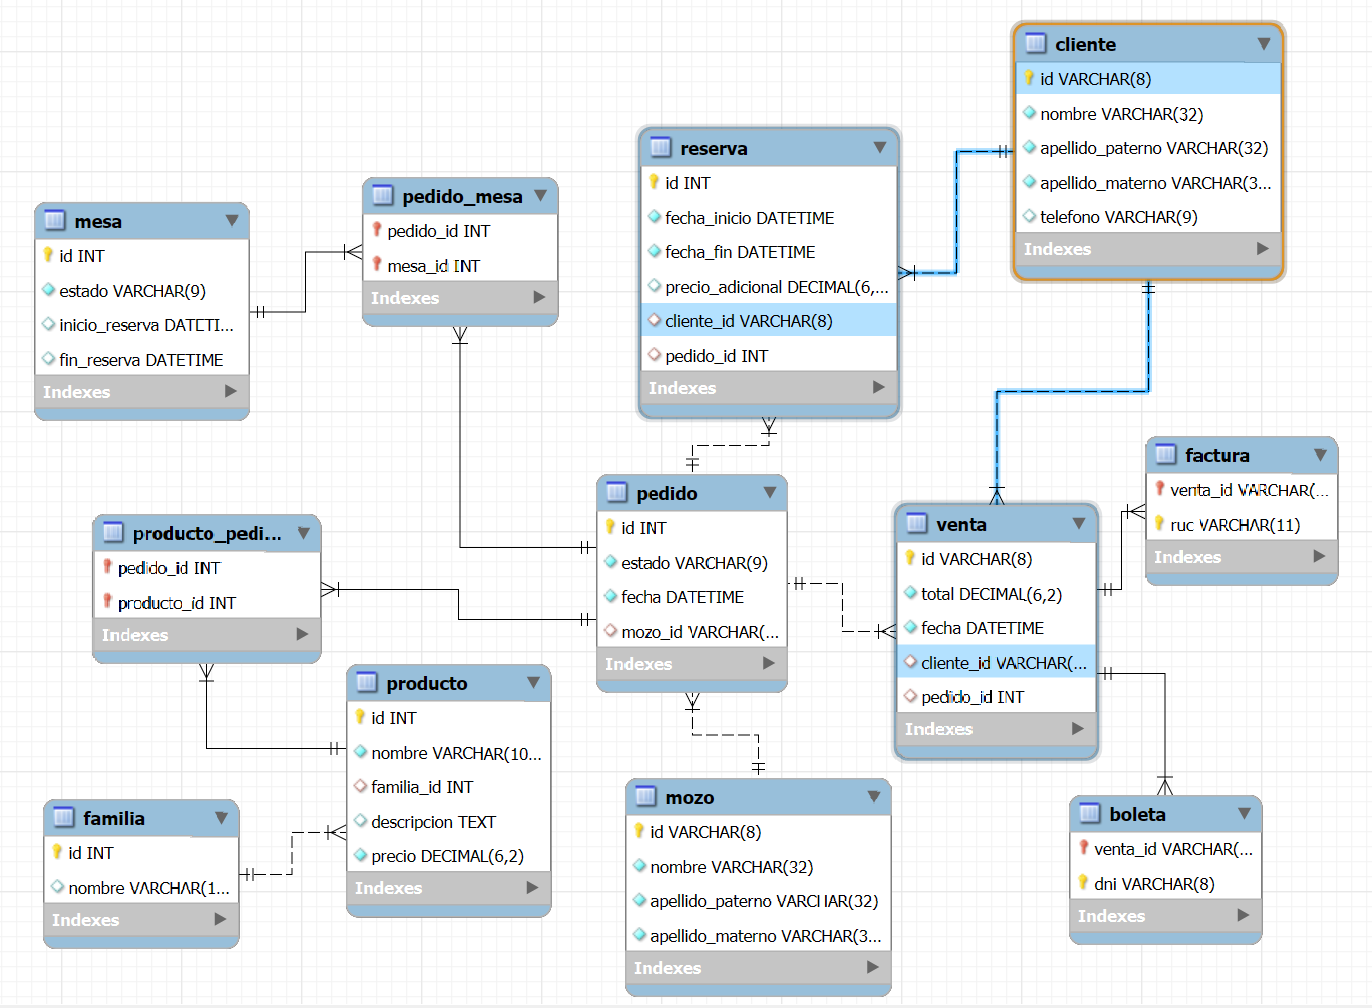 cliente
id VARCHAR(8)
nombre VARCHAR(32)
apellido_paterno VARCHAR(32)
apellido_materno VARCHAR(3...
telefono VARCHAR(9)
Indexes
reserva
id INT
fecha_inicio DATETIME
fecha_fin DATETIME
precio_adicional DECIMAL(6,...
cliente_id VARCHAR(8)
pedido_id INT
Indexes
pedido_mesa
pedido_id INT
mesa_id INT
Indexes
mesa
id INT
estado VARCHAR(9)
inicio_reserva DATETI...
fin_reserva DATETIME
Indexes
factura
venta_id VARCHAR(...
ruc VARCHAR(11)
Indexes
pedido
id INT
estado VARCHAR(9)
fecha DATETIME
mozo_id VARCHAR(...
Indexes
venta
id VARCHAR(8)
total DECIMAL(6,2)
fecha DATETIME
cliente_id VARCHAR(...
pedido_id INT
Indexes
producto_pedi...
pedido_id INT
producto_id INT
Indexes
producto
id INT
nombre VARCHAR(10...
familia_id INT
descripcion TEXT
precio DECIMAL(6,2)
Indexes
familia
id INT
nombre VARCHAR(1...
Indexes
mozo
id VARCHAR(8)
nombre VARCHAR(32)
apellido_paterno VARCHAR(32)
apellido_materno VARCHAR(3...
Indexes
boleta
venta_id VARCHAR(...
dni VARCHAR(8)
Indexes